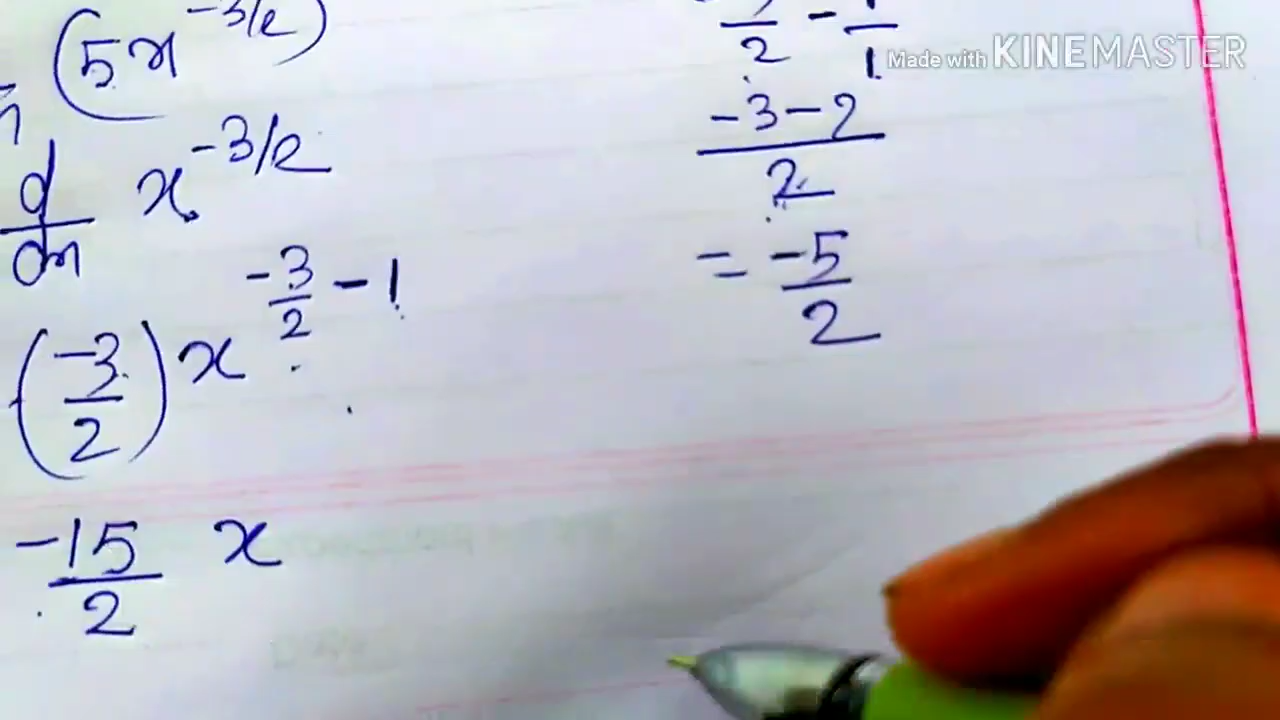 (5x^{-3/2})
d/dx x^{-3/2}
(-3/2) x^{-3/2 - 1}
-15/2 x
/2 - 1/1
-3-2/2
= -5/2
Made with KINEMASTER